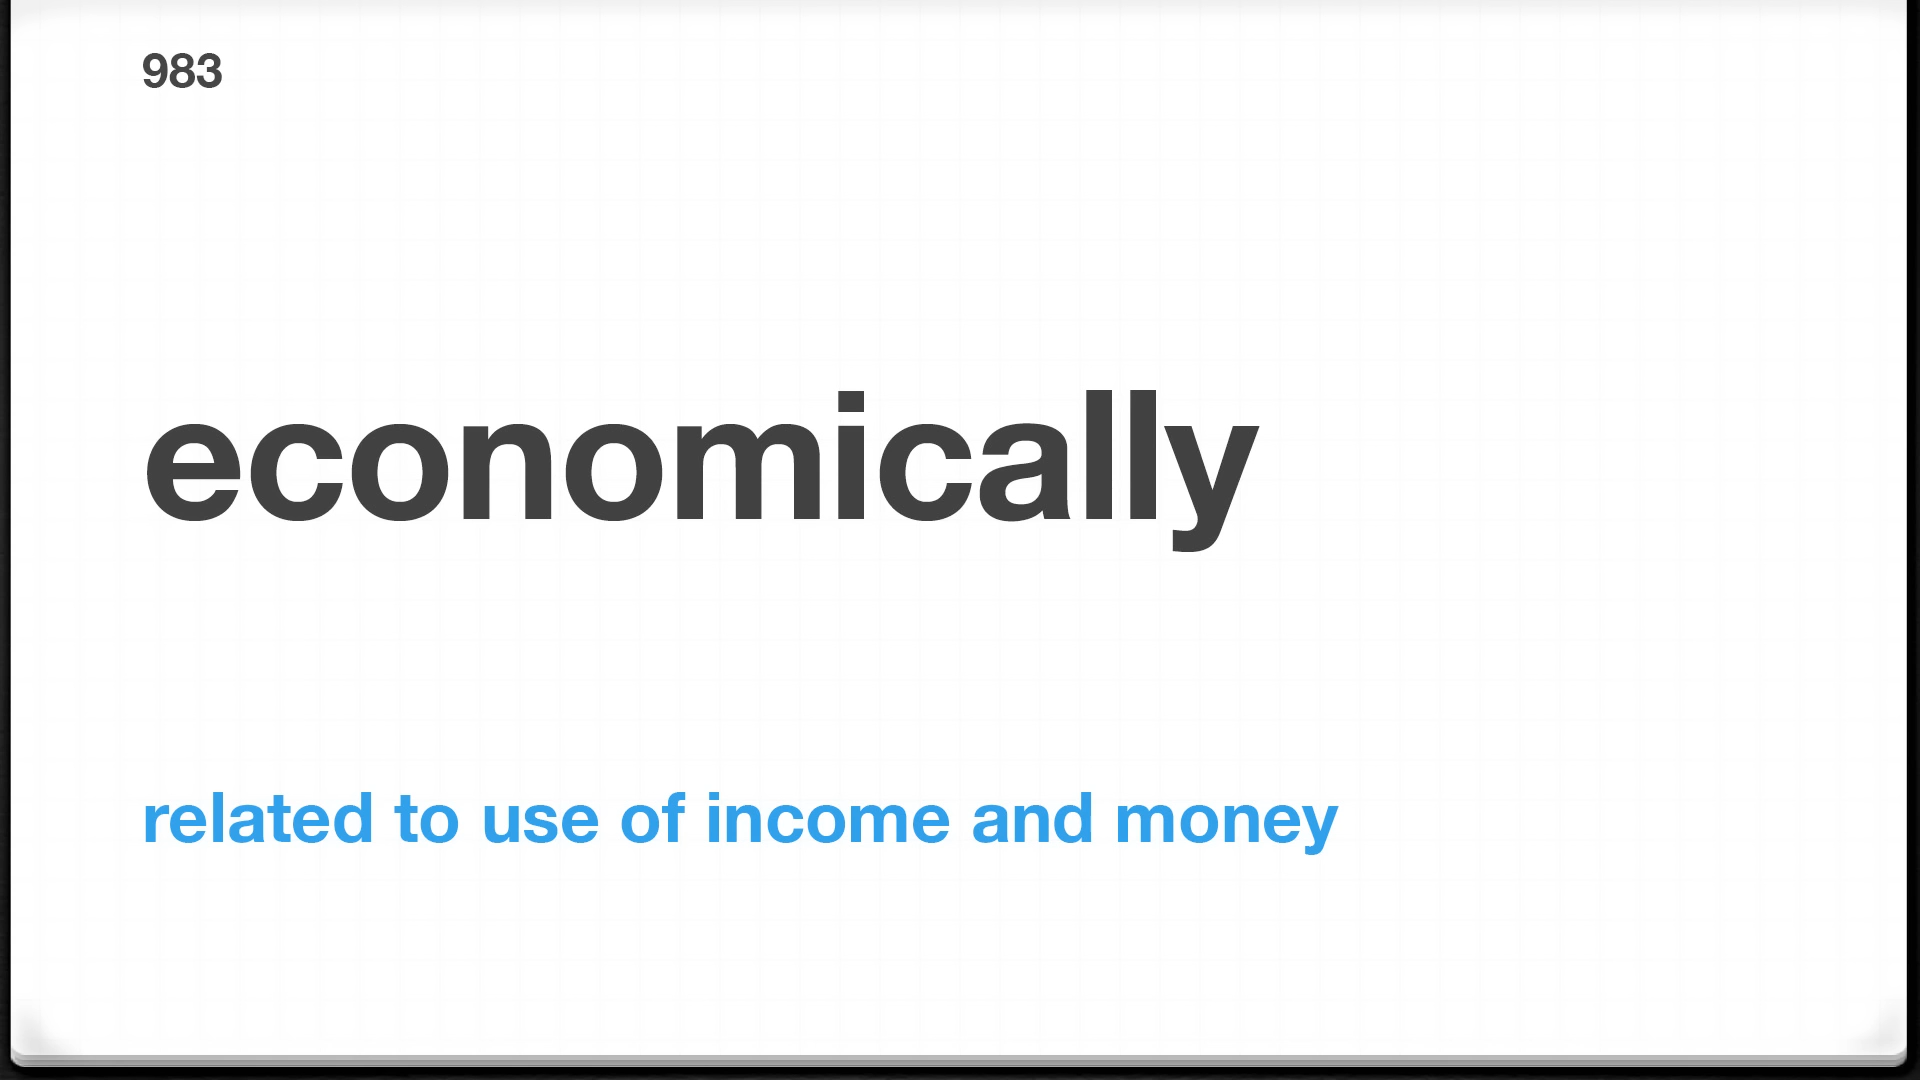 983
economically
related to use of income and money